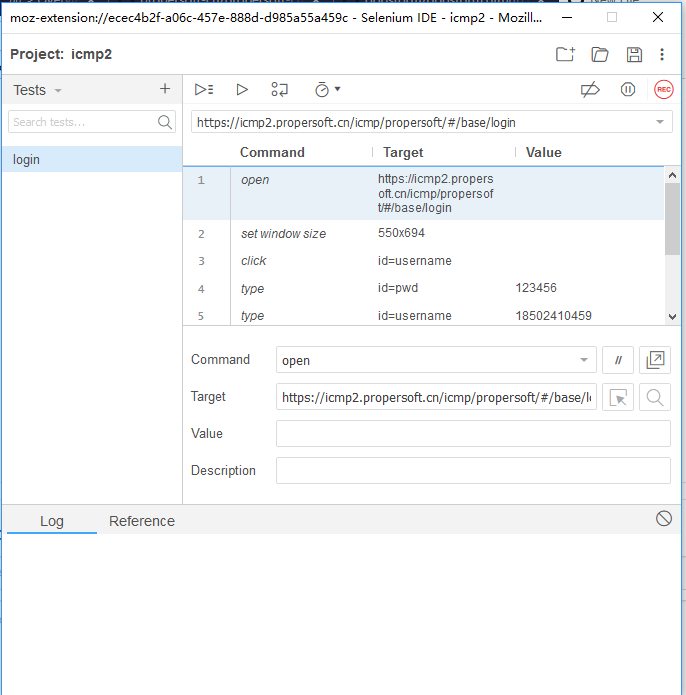 moz-extension://ecec4b2f-a06c-457e-888d-d985a55a459c - Selenium IDE - icmp2 - Mozill...
Project: icmp2
Tests
Search tests...
login
REC
https://icmp2.propersoft.cn/icmp/propersoft/#/base/login
Command Target Value
1 open https://icmp2.propers
oft.cn/icmp/propersof
t/#/base/login
2 set window size 550x694
3 click id=username
4 type id=pwd 123456
5 type id=username 18502410459
Command open //
Target https://icmp2.propersoft.cn/icmp/propersoft/#/base/l
Value
Description
Log Reference